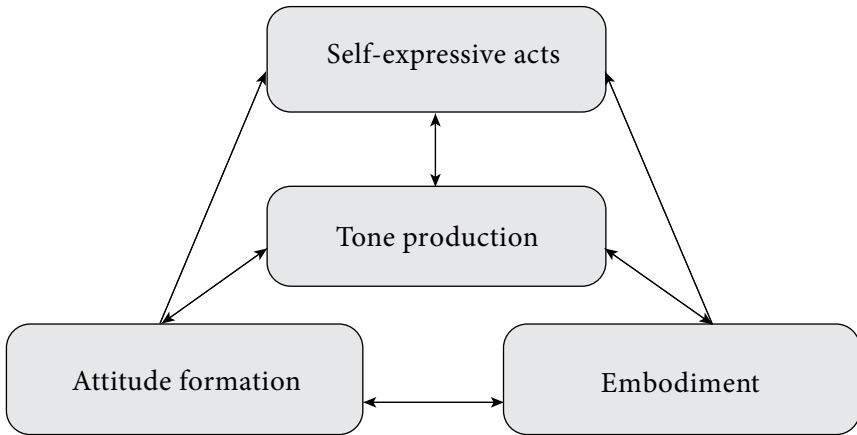 Self-expressive acts
Tone production
Attitude formation
Embodiment